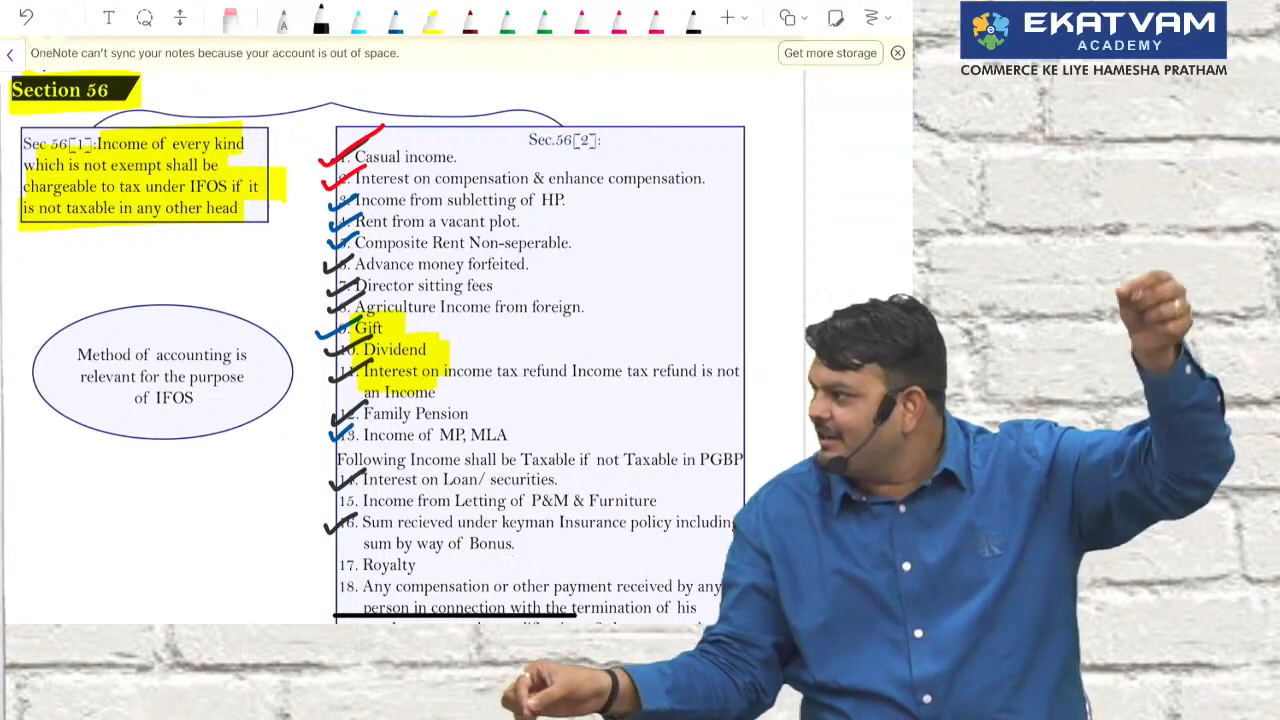 EKATVAM
ACADEMY
COMMERCE KE LIYE HAMESHA PRATHAM
OneNote can't sync your notes because your account is out of space.
Get more storage
Section 56
Sec 56[1]:Income of every kind
which is not exempt shall be
chargeable to tax under IFOS if it
is not taxable in any other head
Method of accounting is
relevant for the purpose
of IFOS
Sec.56[2]:
1. Casual income.
2. Interest on compensation & enhance compensation.
3. Income from subletting of HP.
4. Rent from a vacant plot.
5. Composite Rent Non-seperable.
6. Advance money forfeited.
7. Director sitting fees
8. Agriculture Income from foreign.
9. Gift
10. Dividend
11. Interest on income tax refund Income tax refund is not
an Income
12. Family Pension
13. Income of MP, MLA
Following Income shall be Taxable if not Taxable in PGBP
14. Interest on Loan/ securities.
15. Income from Letting of P&M & Furniture
16. Sum recieved under keyman Insurance policy including
sum by way of Bonus.
17. Royalty
18. Any compensation or other payment received by any
person in connection with the termination of his